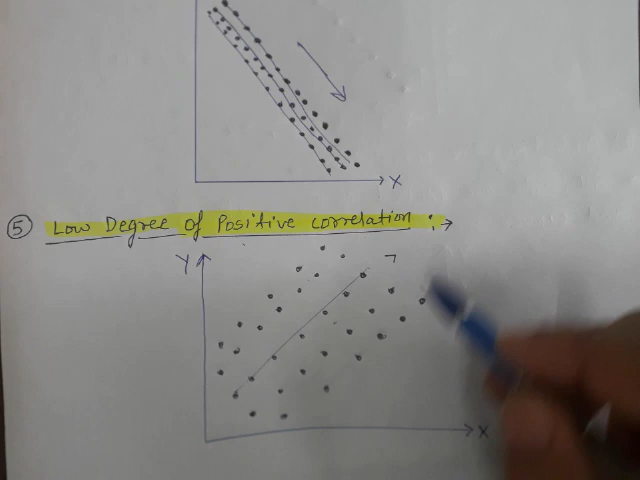 X
⑤ Low Degree of Positive correlation :→
Y
X